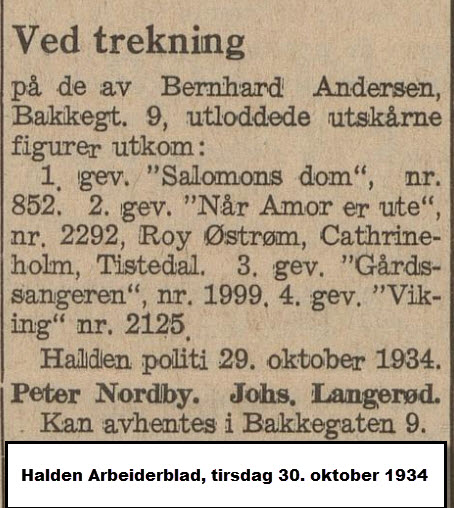 Ved trekning
på de av Bernhard Andersen,
Bakkegt. 9, utloddede utskårne
figurer utkom:
1. gev. ”Salomons dom“, nr.
852. 2. gev. ”Når Amor er ute“,
nr. 2292, Roy Østrøm, Cathrine-
holm, Tistedal. 3. gev. ”Gårds-
sangeren“, nr. 1999. 4. gev. ”Vik-
ing“ nr. 2125.
Halden politi 29. oktober 1934.
Peter Nordby. Johs. Langerød.
Kan avhentes i Bakkegaten 9.
Halden Arbeiderblad, tirsdag 30. oktober 1934